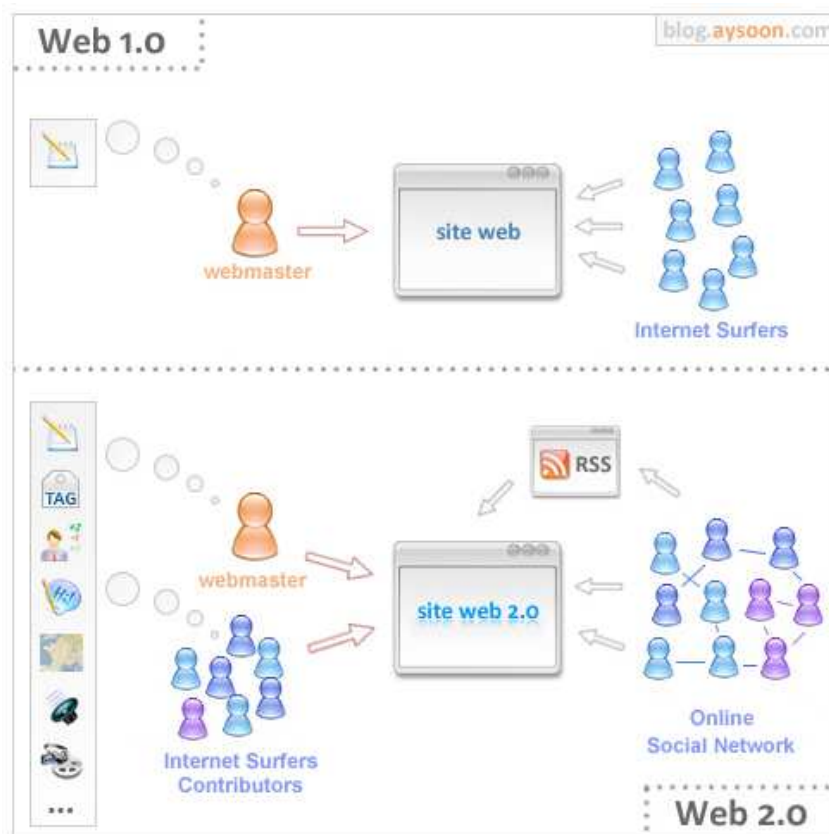 Web 1.0
blog.aysoon.com
site web
webmaster
Internet Surfers
RSS
TAG
Hi!
webmaster
site web 2.0
Internet Surfers
Contributors
Online
Social Network
...
Web 2.0